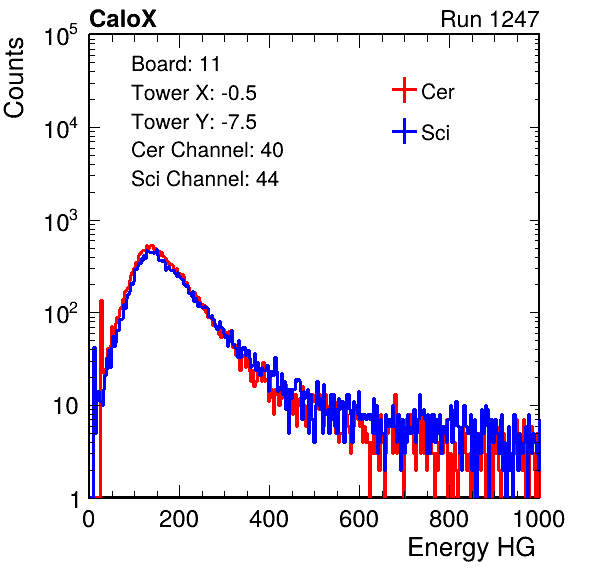 CaloX Run 1247
10^5
10^4
10^3
10^2
10
1
Counts
Board: 11
Tower X: -0.5
Tower Y: -7.5
Cer Channel: 40
Sci Channel: 44
Cer
Sci
0 200 400 600 800 1000
Energy HG